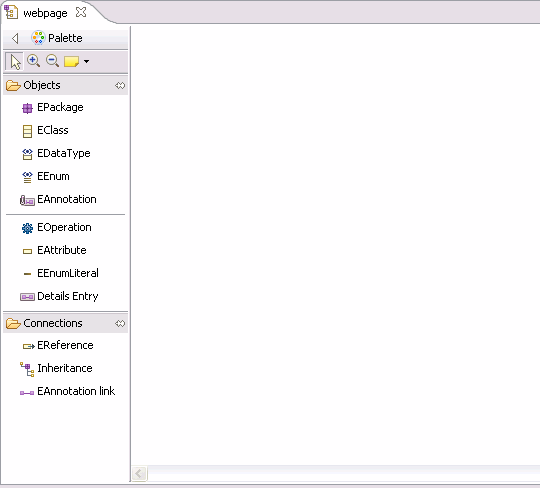 webpage
Palette
Objects
EPackage
EClass
EDataType
EEnum
EAnnotation
EOperation
EAttribute
EEnumLiteral
Details Entry
Connections
EReference
Inheritance
EAnnotation link